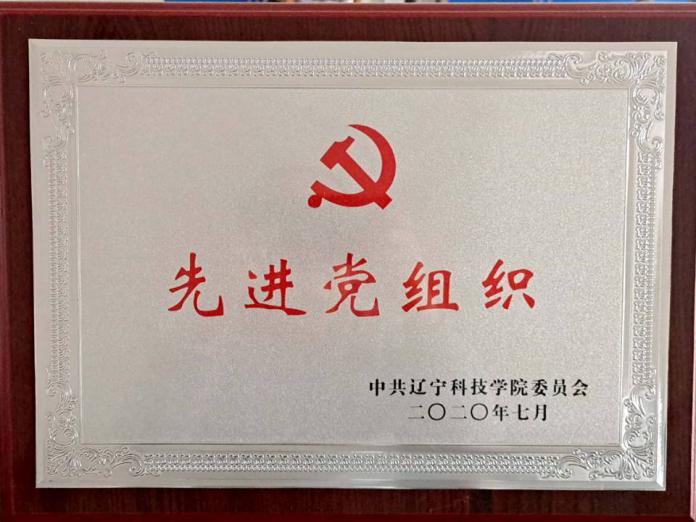 先进党组织
中共辽宁科技学院委员会
二〇二〇年七月